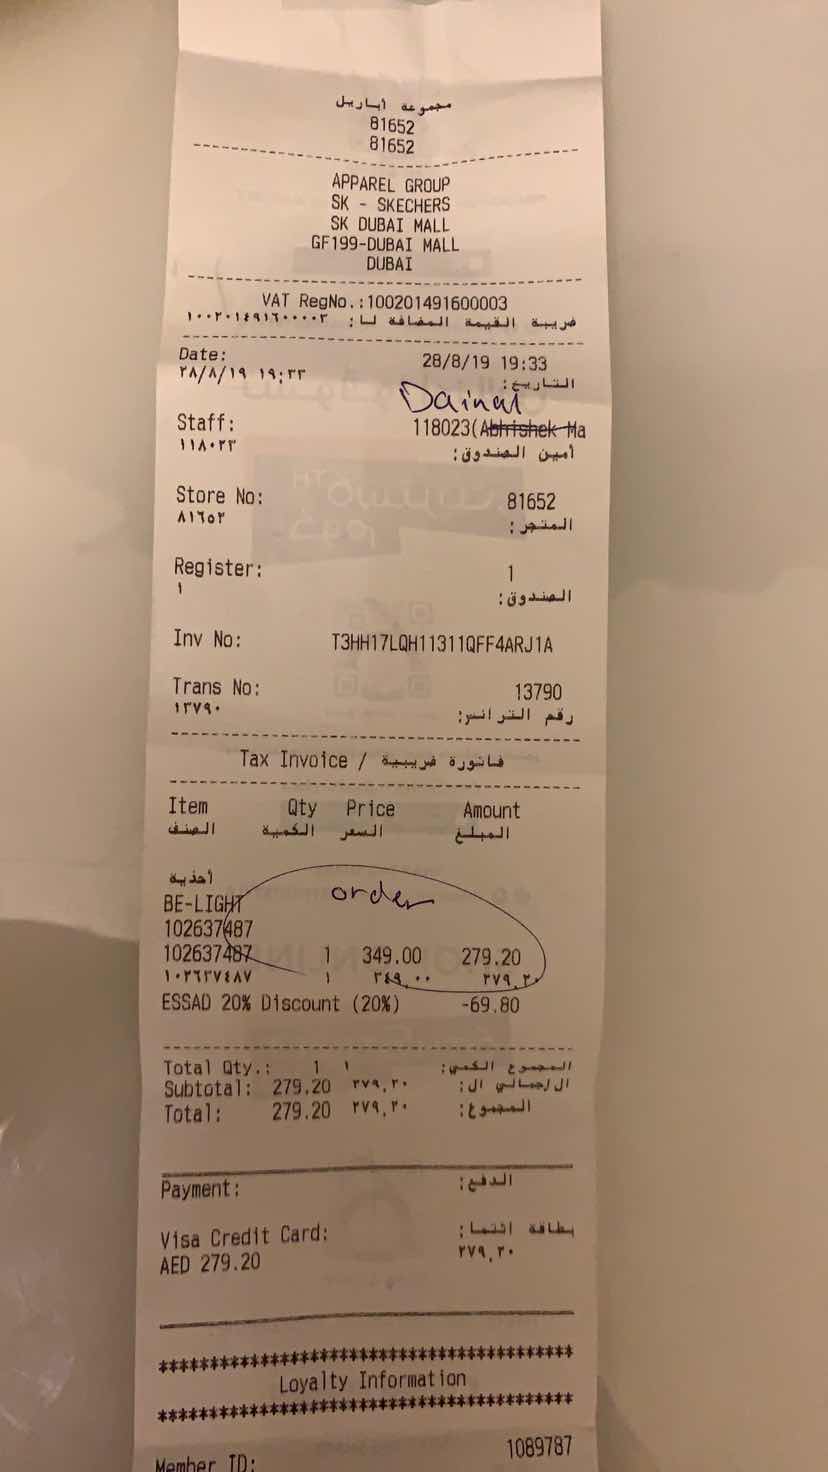 مجموعة أباريل
81652
81652
APPAREL GROUP
SK - SKECHERS
SK DUBAI MALL
GF199-DUBAI MALL
DUBAI
VAT RegNo.:100201491600003
ضريبة القيمة المضافة لـا: ١٠٠٢٠١٤٩١٦٠٠٠٠٣
Date: 28/8/19 19:33
٢٨/٨/١٩ ١٩:٣٣ التاريخ:
Dainal
Staff: 118023(Abhishek Ma
١١٨٠٢٣ أمين الصندوق:
Store No: 81652
٨١٦٥٢ المتجر:
Register: 1
١ الصندوق:
Inv No: T3HH17LQH11311QFF4ARJ1A
Trans No: 13790
١٣٧٩٠ رقم الترانس:
Tax Invoice / فاتورة ضريبية
Item Qty Price Amount
الصنف الكمية السعر المبلغ
أحذية
order
BE-LIGHT
102637487
102637487 1 349.00 279.20
١٠٢٦٣٧٤٨٧ ١ ٣٤٩,٠٠ ٢٧٩,٢٠
ESSAD 20% Discount (20%) -69.80
Total Qty.: 1 ١ المجموع الكمي:
Subtotal: 279.20 ٢٧٩,٢٠ الإجمالي ال:
Total: 279.20 ٢٧٩,٢٠ المجموع:
Payment: الدفع:
Visa Credit Card: بطاقة ائتما:
AED 279.20 ٢٧٩,٢٠
******************************************
Loyalty Information
******************************************
Member ID: 1089787